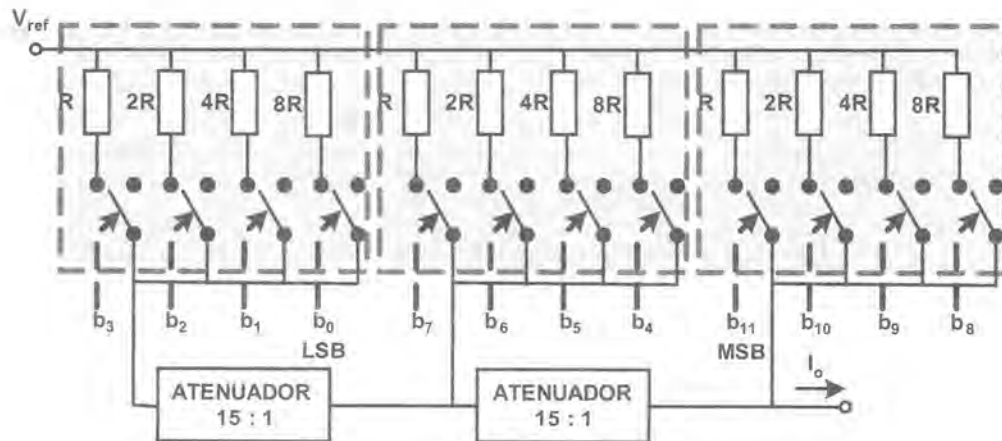 Vref
R 2R 4R 8R R 2R 4R 8R R 2R 4R 8R
b3 b2 b1 b0 b7 b6 b5 b4 b11 b10 b9 b8
LSB MSB
Io
ATENUADOR
15 : 1
ATENUADOR
15 : 1